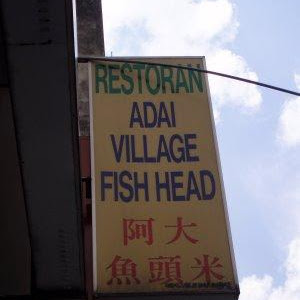 RESTORAN
ADAI
VILLAGE
FISH HEAD
阿大
魚頭米